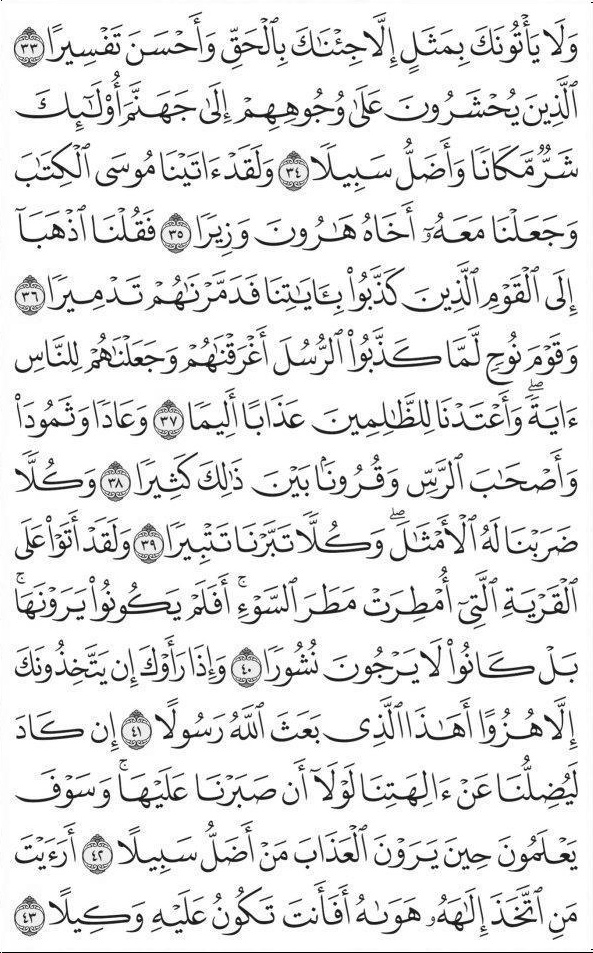 وَلَا يَأْتُونَكَ بِمَثَلٍ إِلَّا جِئْنَٰكَ بِٱلْحَقِّ وَأَحْسَنَ تَفْسِيرًا ٣٣
ٱلَّذِينَ يُحْشَرُونَ عَلَىٰ وُجُوهِهِمْ إِلَىٰ جَهَنَّمَ أُو۟لَٰٓئِكَ
شَرٌّ مَّكَانًا وَأَضَلُّ سَبِيلًا ٣٤ وَلَقَدْ ءَاتَيْنَا مُوسَى ٱلْكِتَٰبَ
وَجَعَلْنَا مَعَهُۥٓ أَخَاهُ هَٰرُونَ وَزِيرًا ٣٥ فَقُلْنَا ٱذْهَبَآ
إِلَى ٱلْقَوْمِ ٱلَّذِينَ كَذَّبُوا۟ بِـَٔايَٰتِنَا فَدَمَّرْنَٰهُمْ تَدْمِيرًا ٣٦
وَقَوْمَ نُوحٍ لَّمَّا كَذَّبُوا۟ ٱلرُّسُلَ أَغْرَقْنَٰهُمْ وَجَعَلْنَٰهُمْ لِلنَّاسِ
ءَايَةً ۖ وَأَعْتَدْنَا لِلظَّٰلِمِينَ عَذَابًا أَلِيمًا ٣٧ وَعَادًا وَثَمُودَا۟
وَأَصْحَٰبَ ٱلرَّسِّ وَقُرُونًۢا بَيْنَ ذَٰلِكَ كَثِيرًا ٣٨ وَكُلًّا
ضَرَبْنَا لَهُ ٱلْأَمْثَٰلَ ۖ وَكُلًّا تَبَّرْنَا تَتْبِيرًا ٣٩ وَلَقَدْ أَتَوْا۟ عَلَى
ٱلْقَرْيَةِ ٱلَّتِىٓ أُمْطِرَتْ مَطَرَ ٱلسَّوْءِ ۚ أَفَلَمْ يَكُونُوا۟ يَرَوْنَهَا ۚ
بَلْ كَانُوا۟ لَا يَرْجُونَ نُشُورًا ٤٠ وَإِذَا رَأَوْكَ إِن يَتَّخِذُونَكَ
إِلَّا هُزُوًا أَهَٰذَا ٱلَّذِى بَعَثَ ٱللَّهُ رَسُولًا ٤١ إِن كَادَ
لَيُضِلُّنَا عَنْ ءَالِهَتِنَا لَوْلَآ أَن صَبَرْنَا عَلَيْهَا ۚ وَسَوْفَ
يَعْلَمُونَ حِينَ يَرَوْنَ ٱلْعَذَابَ مَنْ أَضَلُّ سَبِيلًا ٤٢ أَرَءَيْتَ
مَنِ ٱتَّخَذَ إِلَٰهَهُۥ هَوَىٰهُ أَفَأَنتَ تَكُونُ عَلَيْهِ وَكِيلًا ٤٣